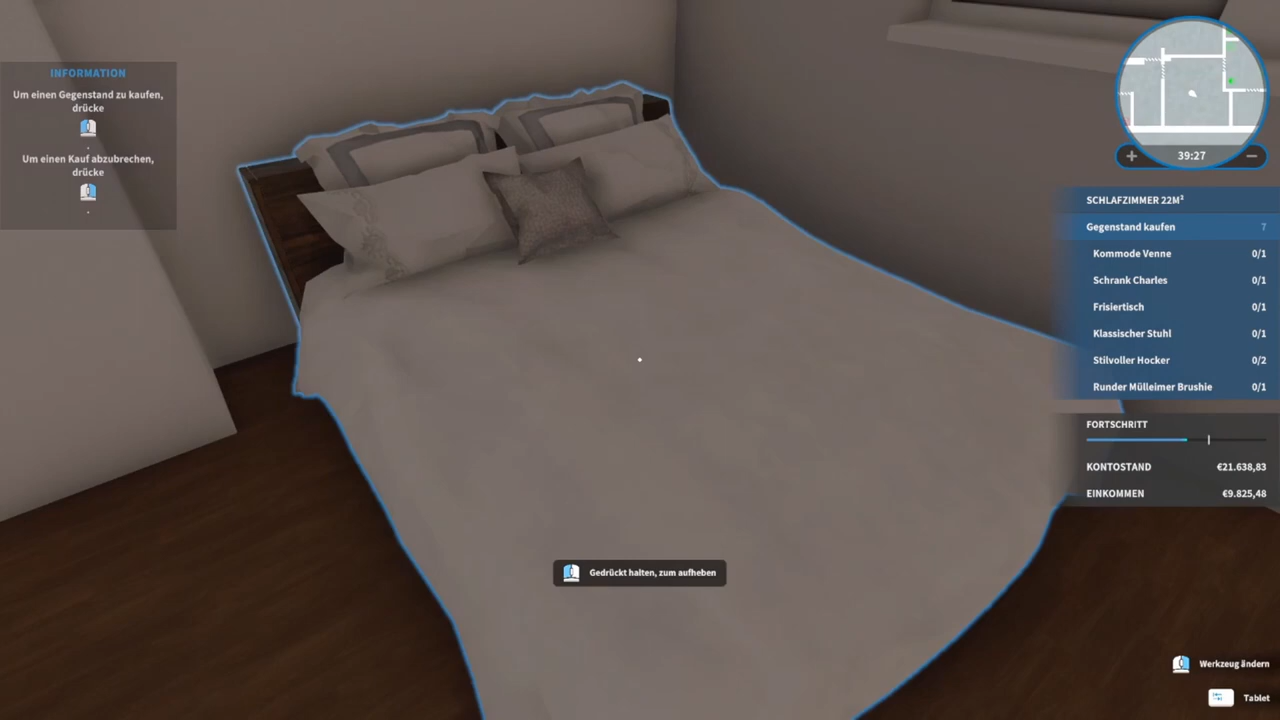 INFORMATION
Um einen Gegenstand zu kaufen,
drücke
.
Um einen Kauf abzubrechen,
drücke
.
39:27
SCHLAFZIMMER 22M²
Gegenstand kaufen 7
Kommode Venne 0/1
Schrank Charles 0/1
Frisiertisch 0/1
Klassischer Stuhl 0/1
Stilvoller Hocker 0/2
Runder Mülleimer Brushie 0/1
FORTSCHRITT
KONTOSTAND €21.638,83
EINKOMMEN €9.825,48
Gedrückt halten, zum aufheben
Werkzeug ändern
Tablet